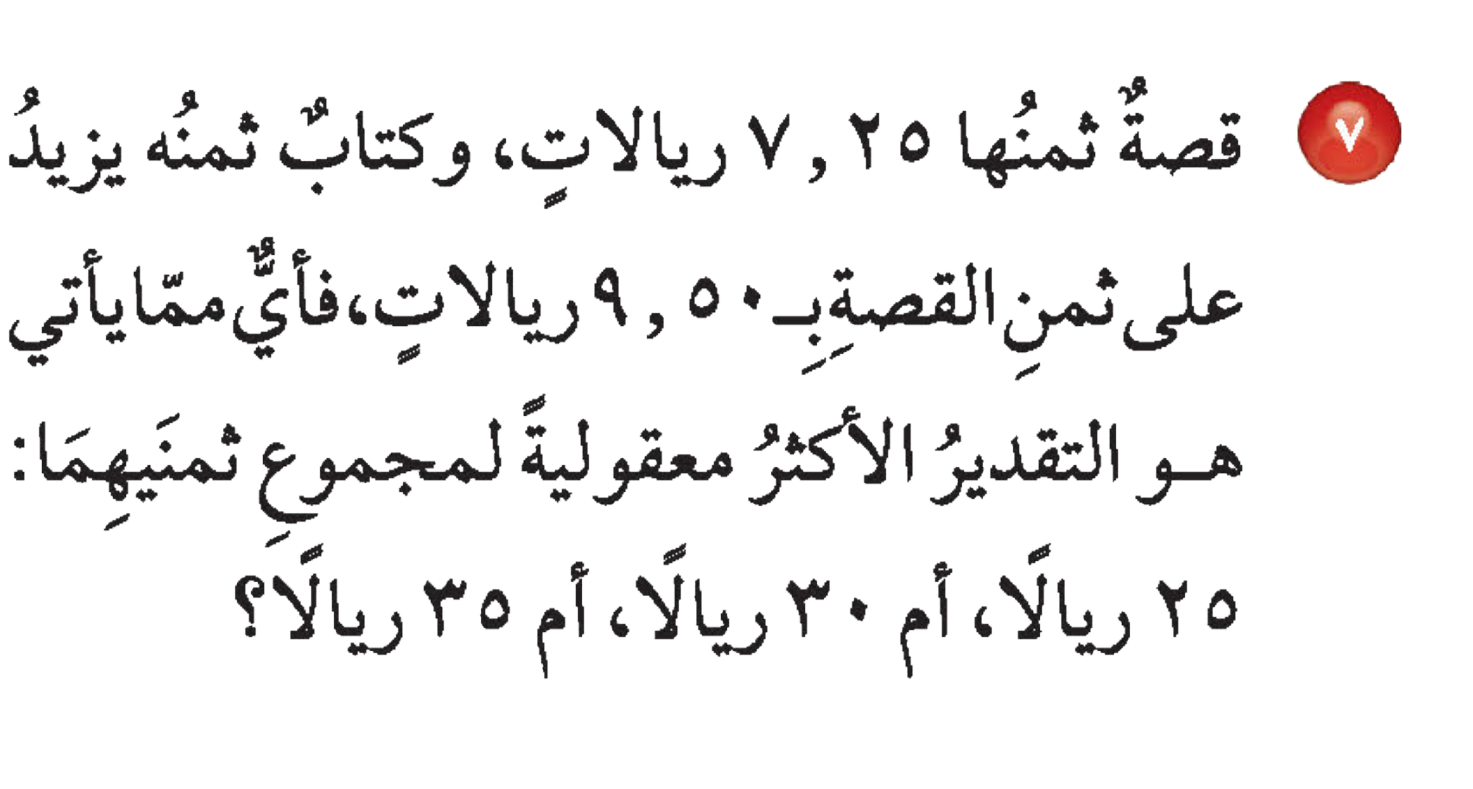 ٧ قصةٌ ثمنُها ٧,٢٥ ريالاتٍ، وكتابٌ ثمنُه يزيدُ
على ثمنِ القصةِ بِـ ٩,٥٠ ريالاتٍ، فأيٌّ ممّا يأتي
هـو التقديرُ الأكثرُ معقوليةً لمجموعِ ثمنَيهِمَا:
٢٥ ريالًا، أم ٣٠ ريالًا، أم ٣٥ ريالًا؟